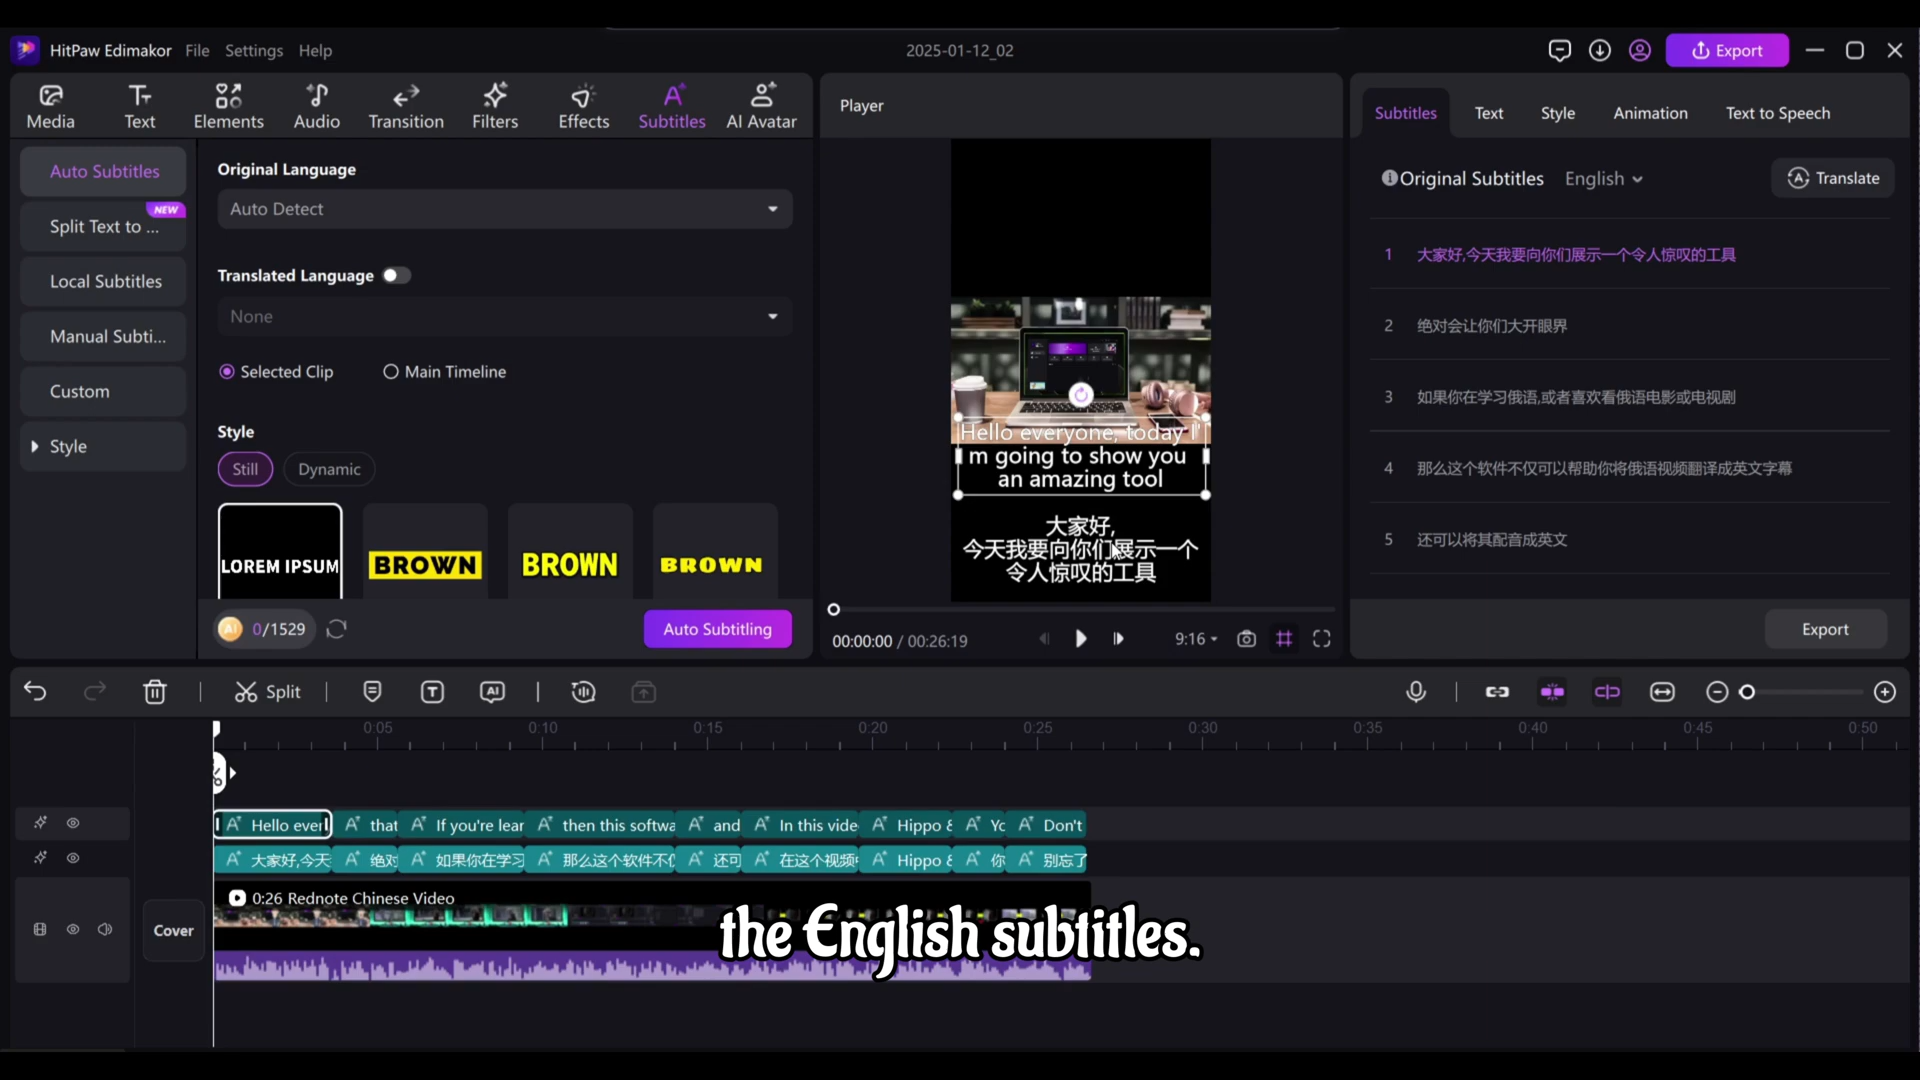 HitPaw Edimakor File Settings Help
2025-01-12_02
Export
Media
Text
Elements
Audio
Transition
Filters
Effects
Subtitles
AI Avatar
Auto Subtitles
NEW
Split Text to ...
Local Subtitles
Manual Subti...
Custom
Style
Original Language
Auto Detect
Translated Language
None
Selected Clip
Main Timeline
Style
Still
Dynamic
LOREM IPSUM
BROWN
BROWN
BROWN
AI 0/1529
Auto Subtitling
Player
Hello everyone, today I'
m going to show you
an amazing tool
大家好,
今天我要向你们展示一个
令人惊叹的工具
00:00:00 / 00:26:19
9:16
Subtitles
Text
Style
Animation
Text to Speech
Original Subtitles English
Translate
1 大家好,今天我要向你们展示一个令人惊叹的工具
2 绝对会让你们大开眼界
3 如果你在学习俄语,或者喜欢看俄语电影或电视剧
4 那么这个软件不仅可以帮助你将俄语视频翻译成英文字幕
5 还可以将其配音成英文
Export
Split
0:05 0:10 0:15 0:20 0:25 0:30 0:35 0:40 0:45 0:50
Hello ever that If you're lear then this softwa and In this vide Hippo & Yo Don't
大家好,今天 绝对 如果你在学习 那么这个软件不仅 还可 在这个视频中 Hippo & 你 别忘了
0:26 Rednote Chinese Video
Cover
the English subtitles.